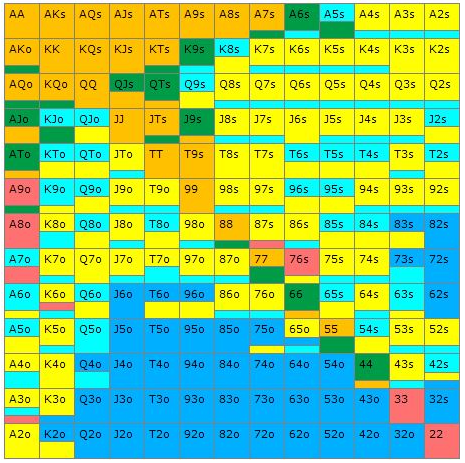 AA AKs AQs AJs ATs A9s A8s A7s A6s A5s A4s A3s A2s
AKo KK KQs KJs KTs K9s K8s K7s K6s K5s K4s K3s K2s
AQo KQo QQ QJs QTs Q9s Q8s Q7s Q6s Q5s Q4s Q3s Q2s
AJo KJo QJo JJ JTs J9s J8s J7s J6s J5s J4s J3s J2s
ATo KTo QTo JTo TT T9s T8s T7s T6s T5s T4s T3s T2s
A9o K9o Q9o J9o T9o 99 98s 97s 96s 95s 94s 93s 92s
A8o K8o Q8o J8o T8o 98o 88 87s 86s 85s 84s 83s 82s
A7o K7o Q7o J7o T7o 97o 87o 77 76s 75s 74s 73s 72s
A6o K6o Q6o J6o T6o 96o 86o 76o 66 65s 64s 63s 62s
A5o K5o Q5o J5o T5o 95o 85o 75o 65o 55 54s 53s 52s
A4o K4o Q4o J4o T4o 94o 84o 74o 64o 54o 44 43s 42s
A3o K3o Q3o J3o T3o 93o 83o 73o 63o 53o 43o 33 32s
A2o K2o Q2o J2o T2o 92o 82o 72o 62o 52o 42o 32o 22